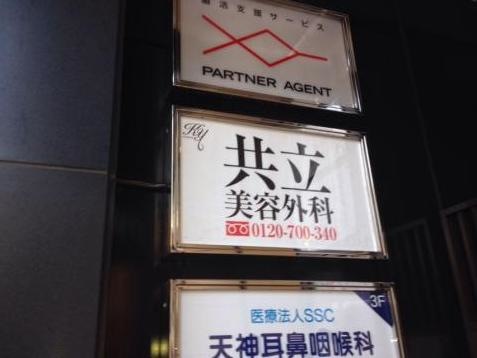 婚活支援サービス
PARTNER AGENT
Ky
共立
美容外科
0120-700-340
3F
医療法人SSC
天神耳鼻咽喉科